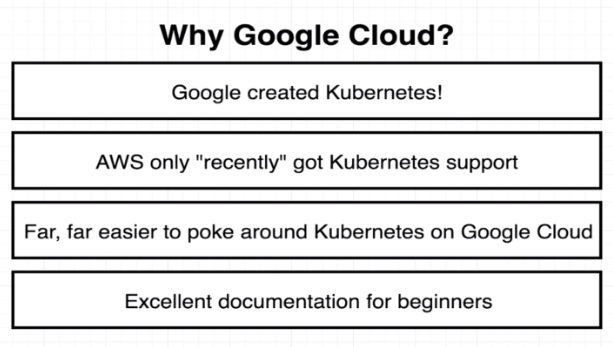 Why Google Cloud?
Google created Kubernetes!
AWS only "recently" got Kubernetes support
Far, far easier to poke around Kubernetes on Google Cloud
Excellent documentation for beginners